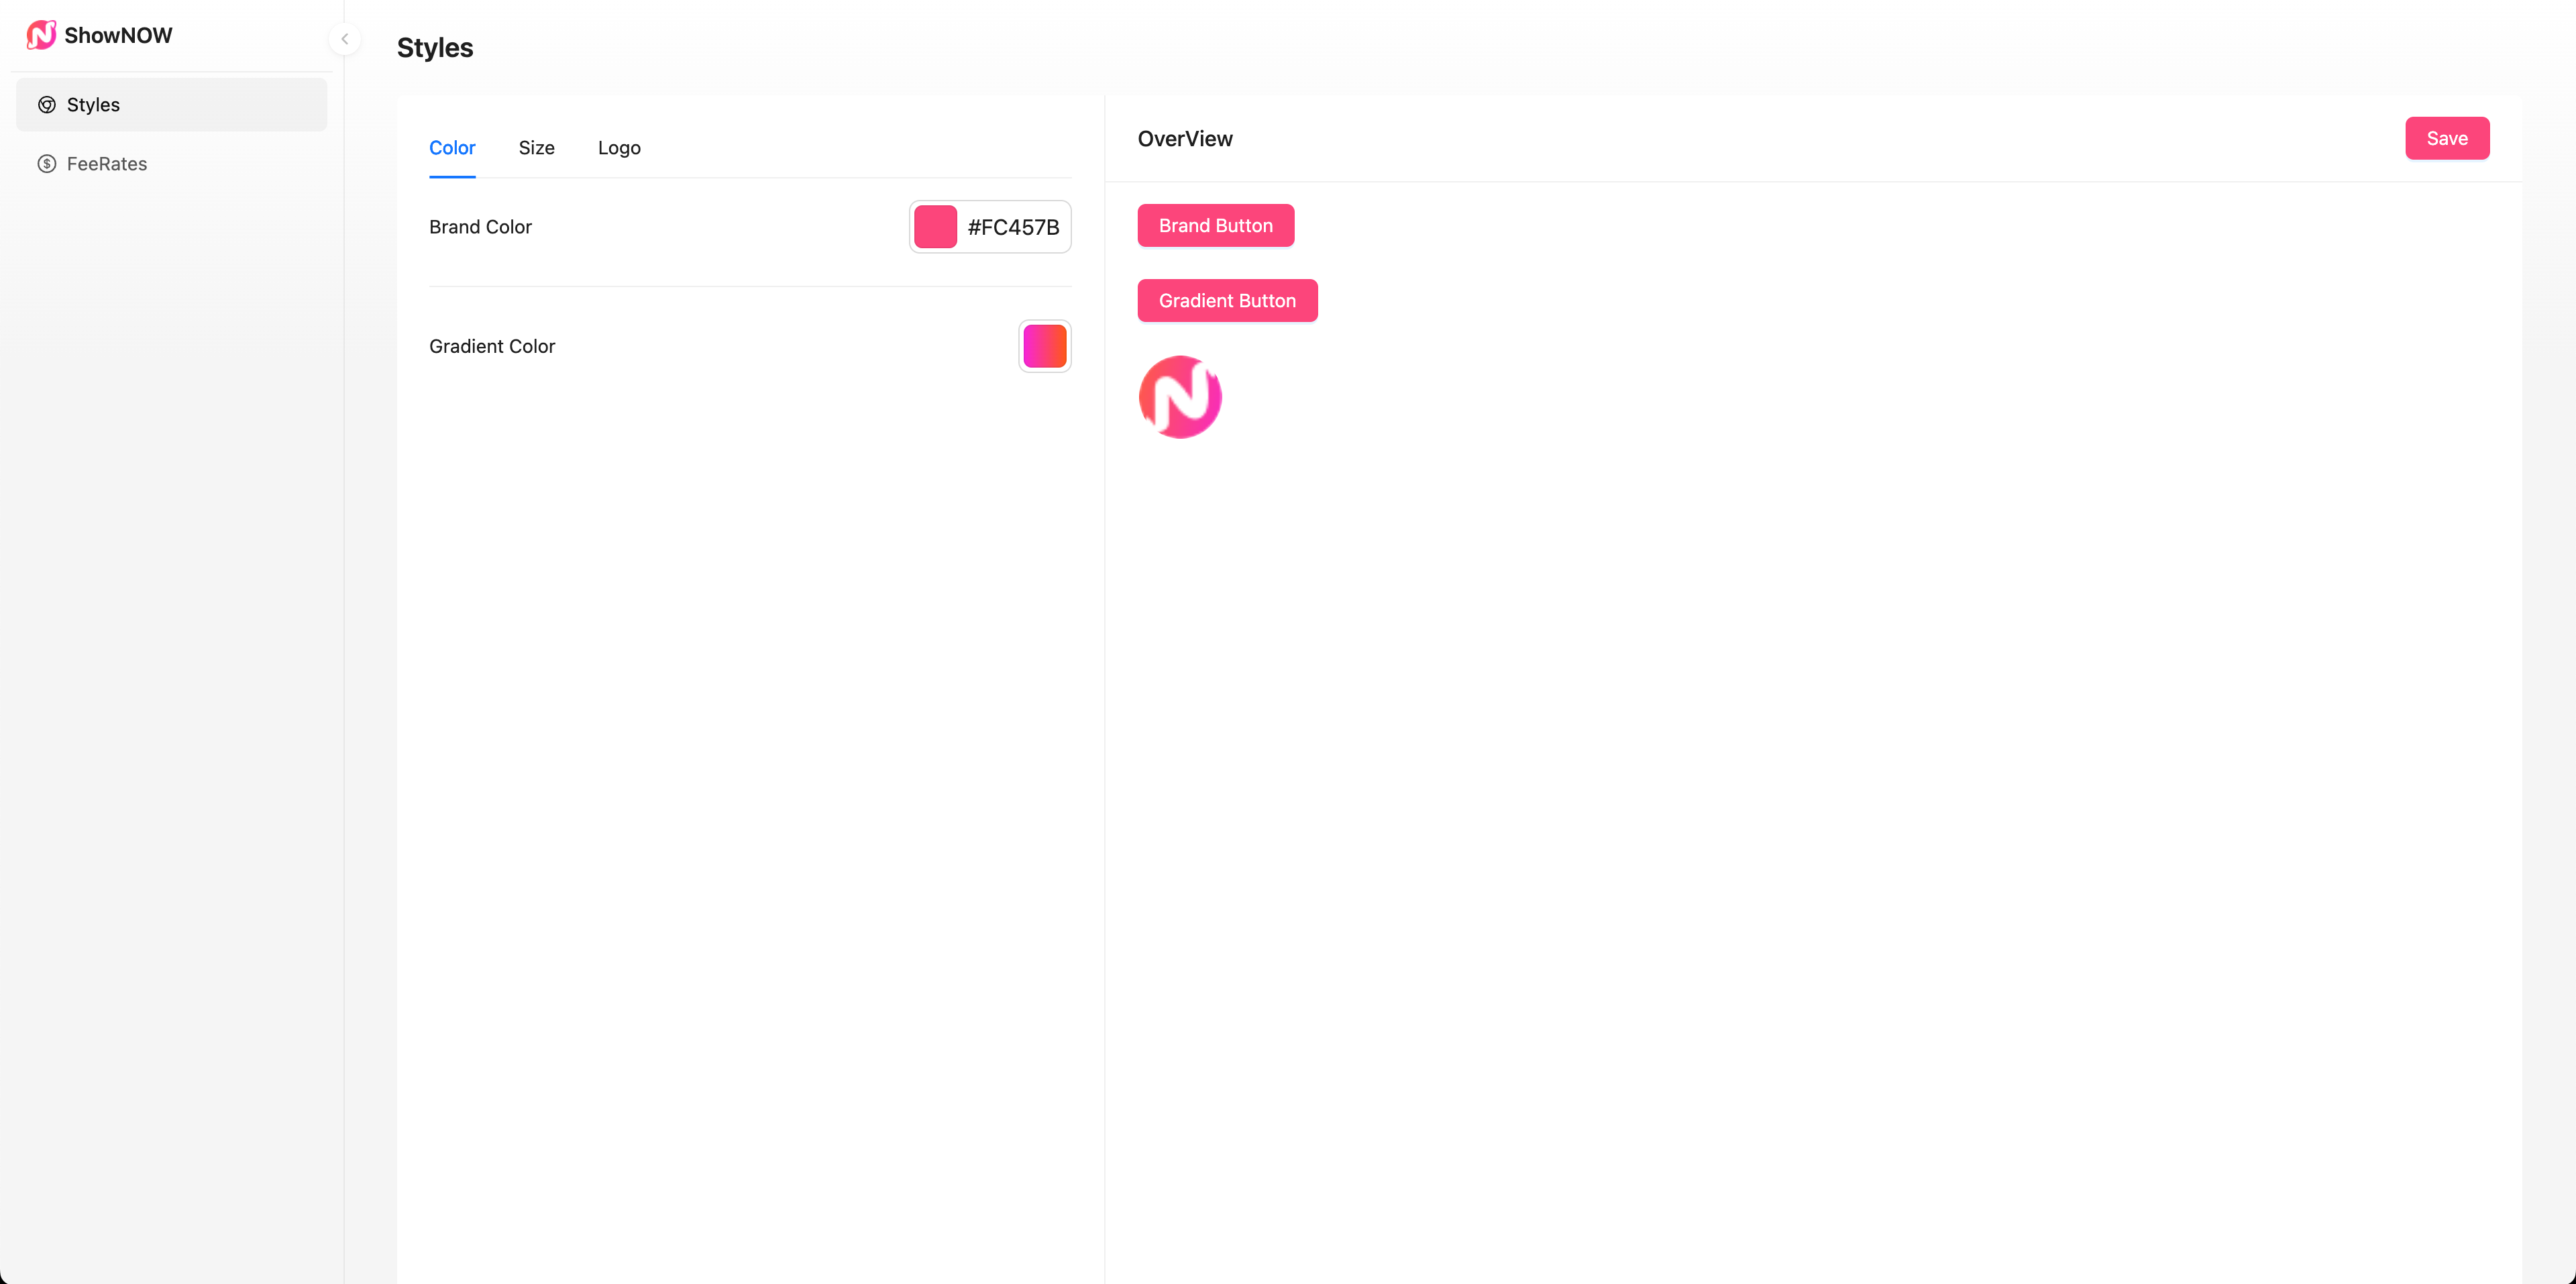 ShowNOW
Styles
FeeRates
Styles
Color Size Logo
Brand Color #FC457B
Gradient Color
OverView Save
Brand Button
Gradient Button